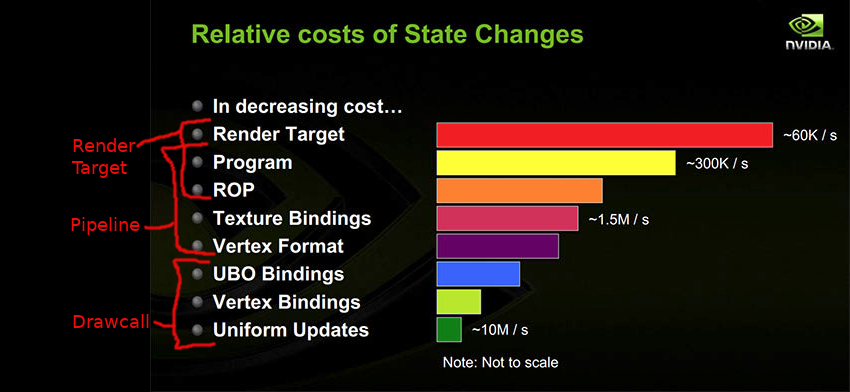 Relative costs of State Changes
NVIDIA.
In decreasing cost...
Render Target
~60K / s
Program
~300K / s
ROP
Texture Bindings
~1.5M / s
Vertex Format
UBO Bindings
Vertex Bindings
Uniform Updates
~10M / s
Note: Not to scale
Render
Target
Pipeline
Drawcall